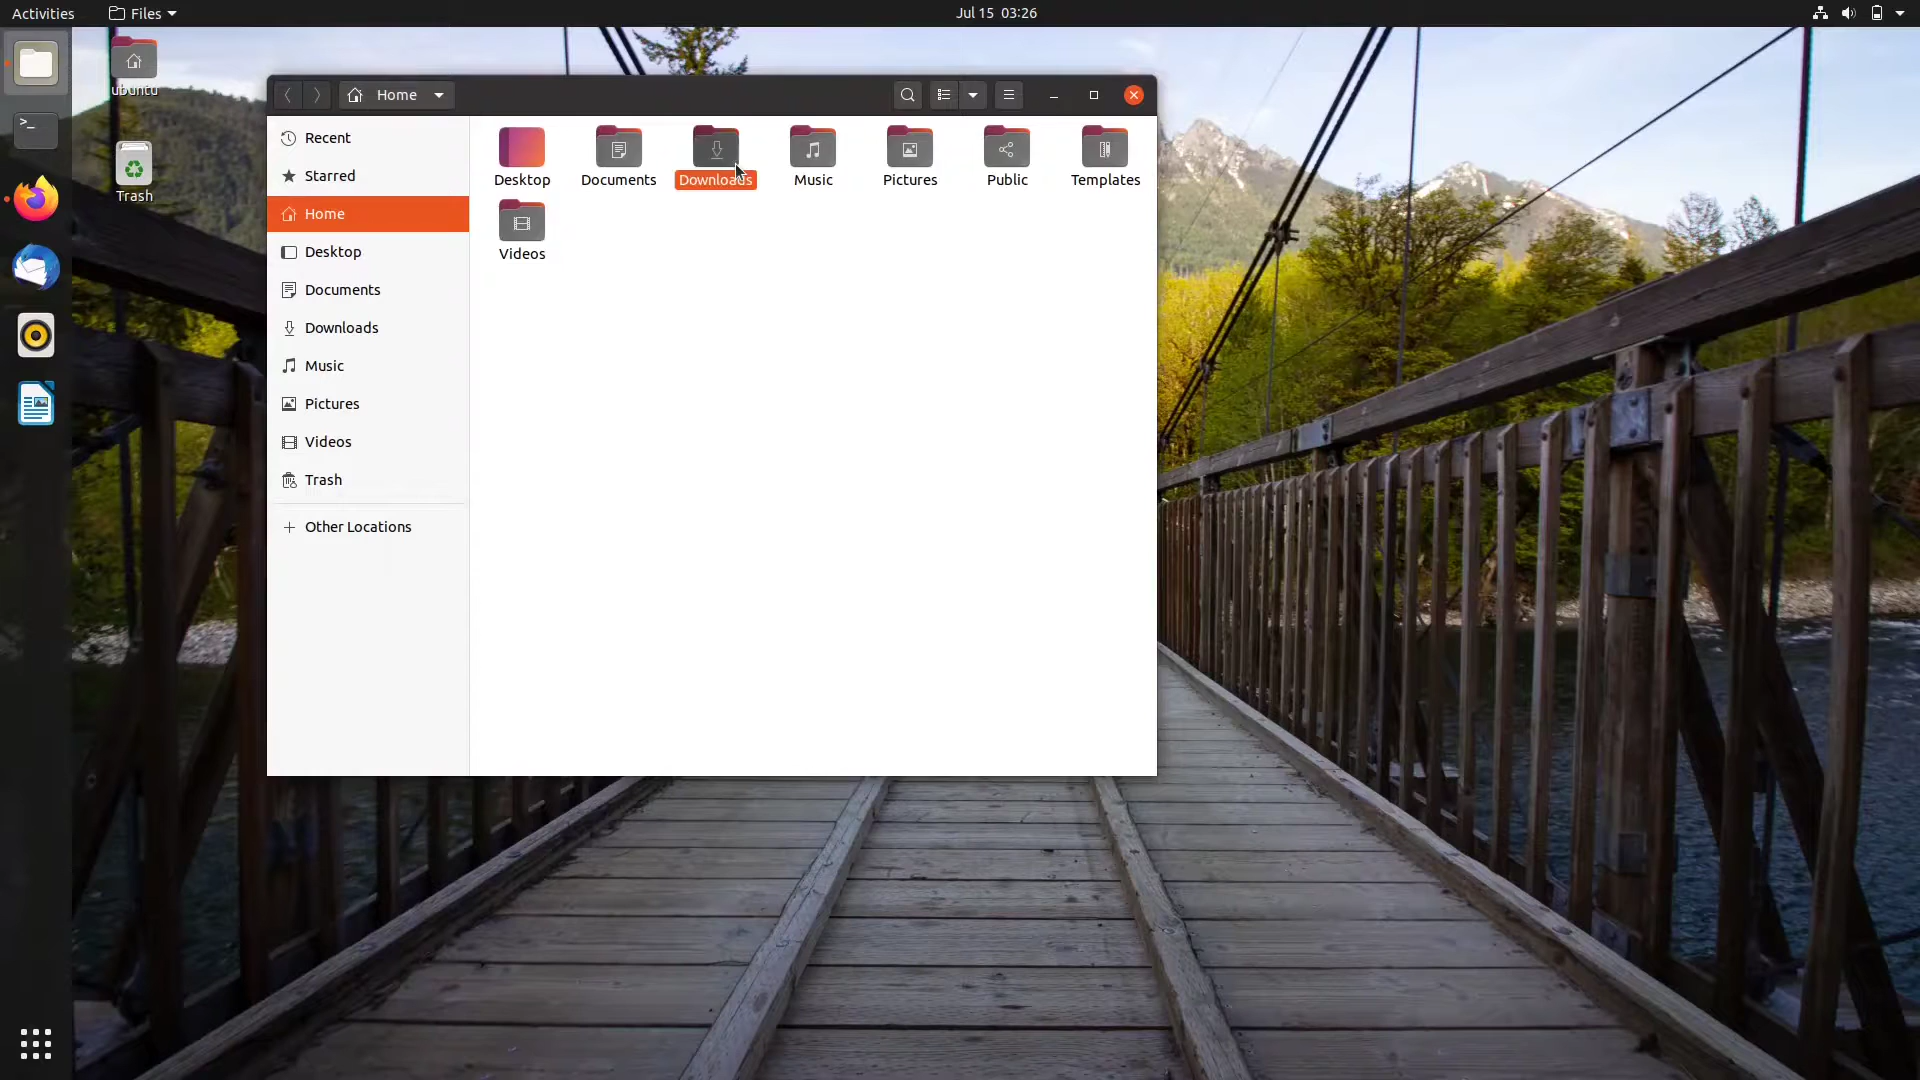 Activities
Files
Jul 15 03:26
ubuntu
Trash
Home
Recent
Starred
Home
Desktop
Documents
Downloads
Music
Pictures
Videos
Trash
Other Locations
Desktop
Documents
Downloads
Music
Pictures
Public
Templates
Videos